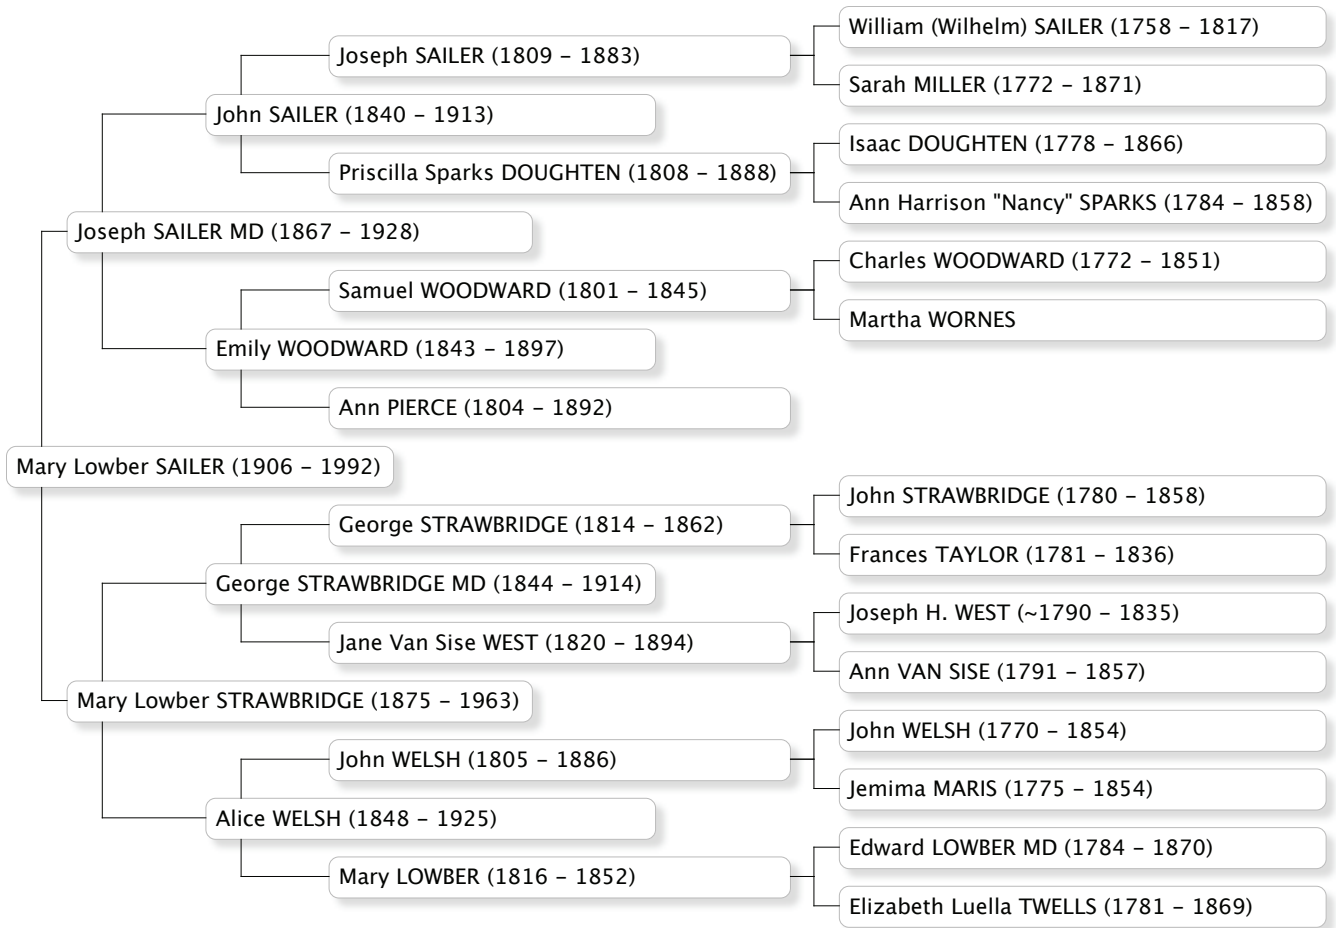 William (Wilhelm) SAILER (1758 – 1817)
Joseph SAILER (1809 – 1883)
Sarah MILLER (1772 – 1871)
John SAILER (1840 – 1913)
Isaac DOUGHTEN (1778 – 1866)
Priscilla Sparks DOUGHTEN (1808 – 1888)
Ann Harrison "Nancy" SPARKS (1784 – 1858)
Joseph SAILER MD (1867 – 1928)
Charles WOODWARD (1772 – 1851)
Samuel WOODWARD (1801 – 1845)
Martha WORNES
Emily WOODWARD (1843 – 1897)
Ann PIERCE (1804 – 1892)
Mary Lowber SAILER (1906 – 1992)
John STRAWBRIDGE (1780 – 1858)
George STRAWBRIDGE (1814 – 1862)
Frances TAYLOR (1781 – 1836)
George STRAWBRIDGE MD (1844 – 1914)
Joseph H. WEST (~1790 – 1835)
Jane Van Sise WEST (1820 – 1894)
Ann VAN SISE (1791 – 1857)
Mary Lowber STRAWBRIDGE (1875 – 1963)
John WELSH (1770 – 1854)
John WELSH (1805 – 1886)
Jemima MARIS (1775 – 1854)
Alice WELSH (1848 – 1925)
Edward LOWBER MD (1784 – 1870)
Mary LOWBER (1816 – 1852)
Elizabeth Luella TWELLS (1781 – 1869)